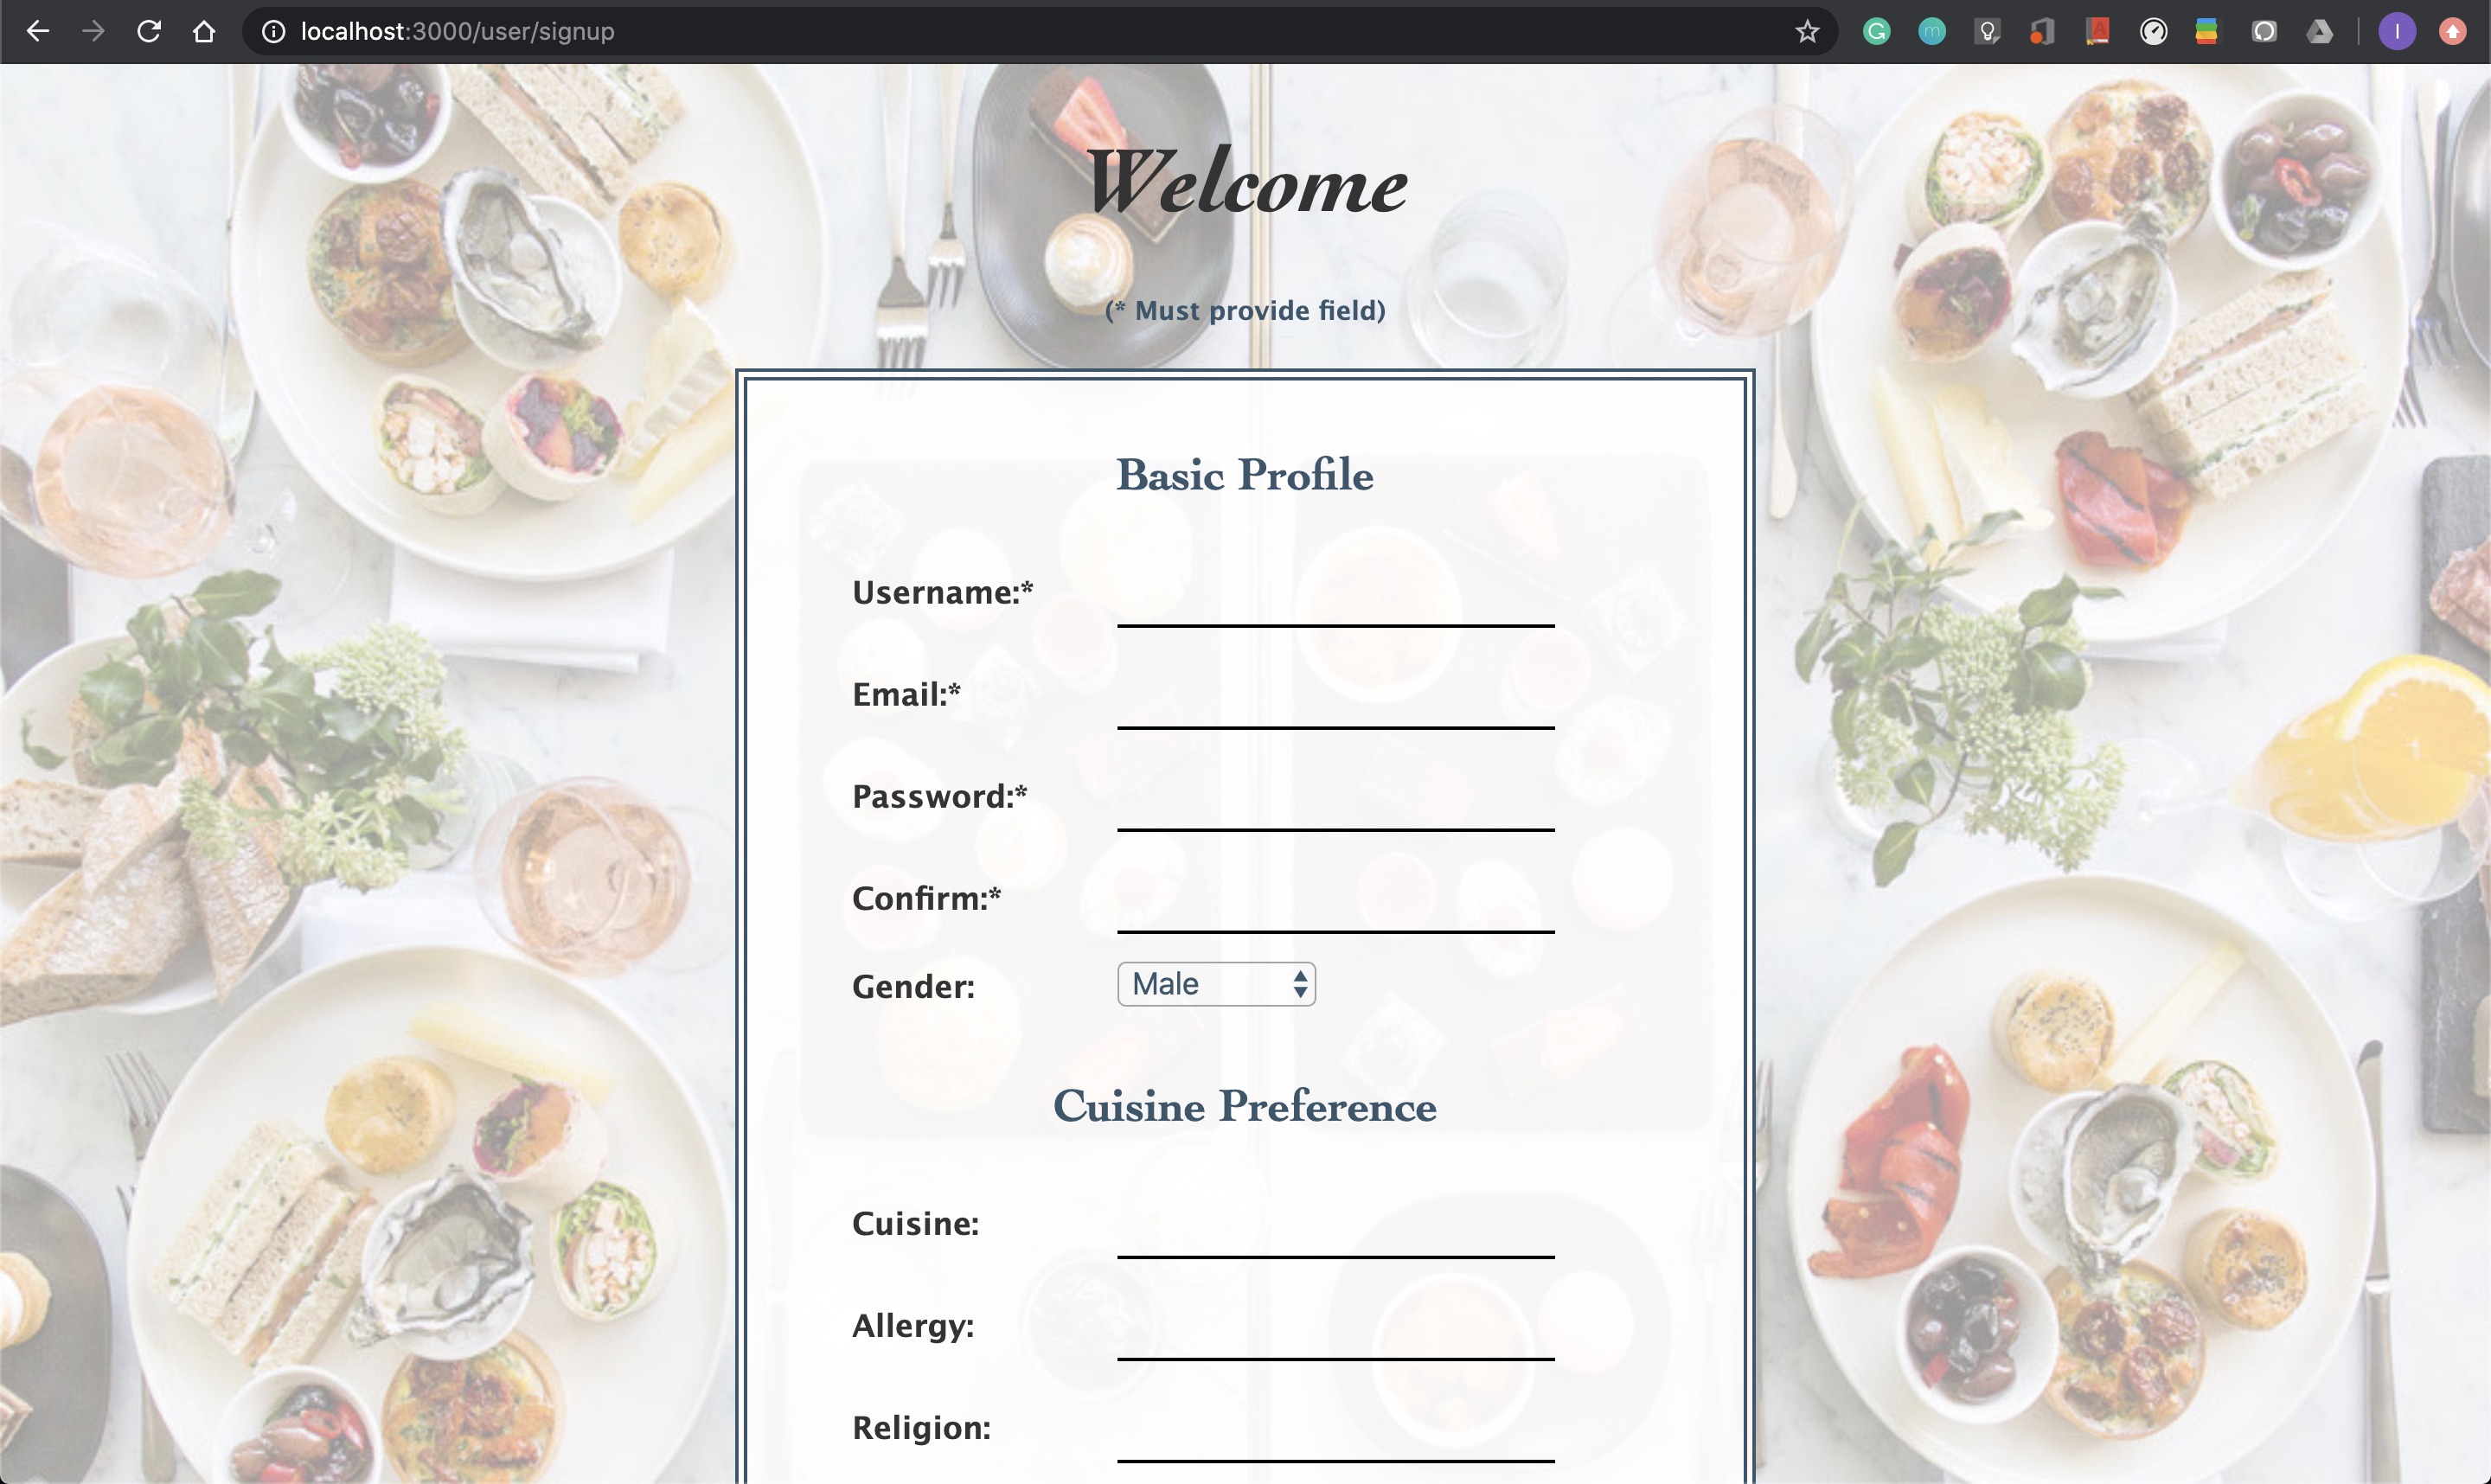 localhost:3000/user/signup
Welcome
(* Must provide field)
Basic Profile
Username:*
Email:*
Password:*
Confirm:*
Gender: Male
Cuisine Preference
Cuisine:
Allergy:
Religion: